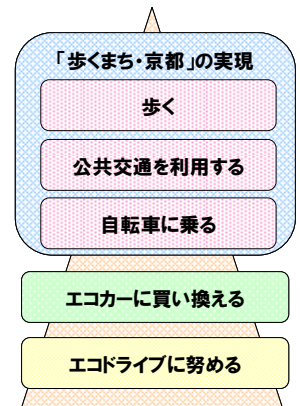 「歩くまち・京都」の実現
歩く
公共交通を利用する
自転車に乗る
エコカーに買い換える
エコドライブに努める